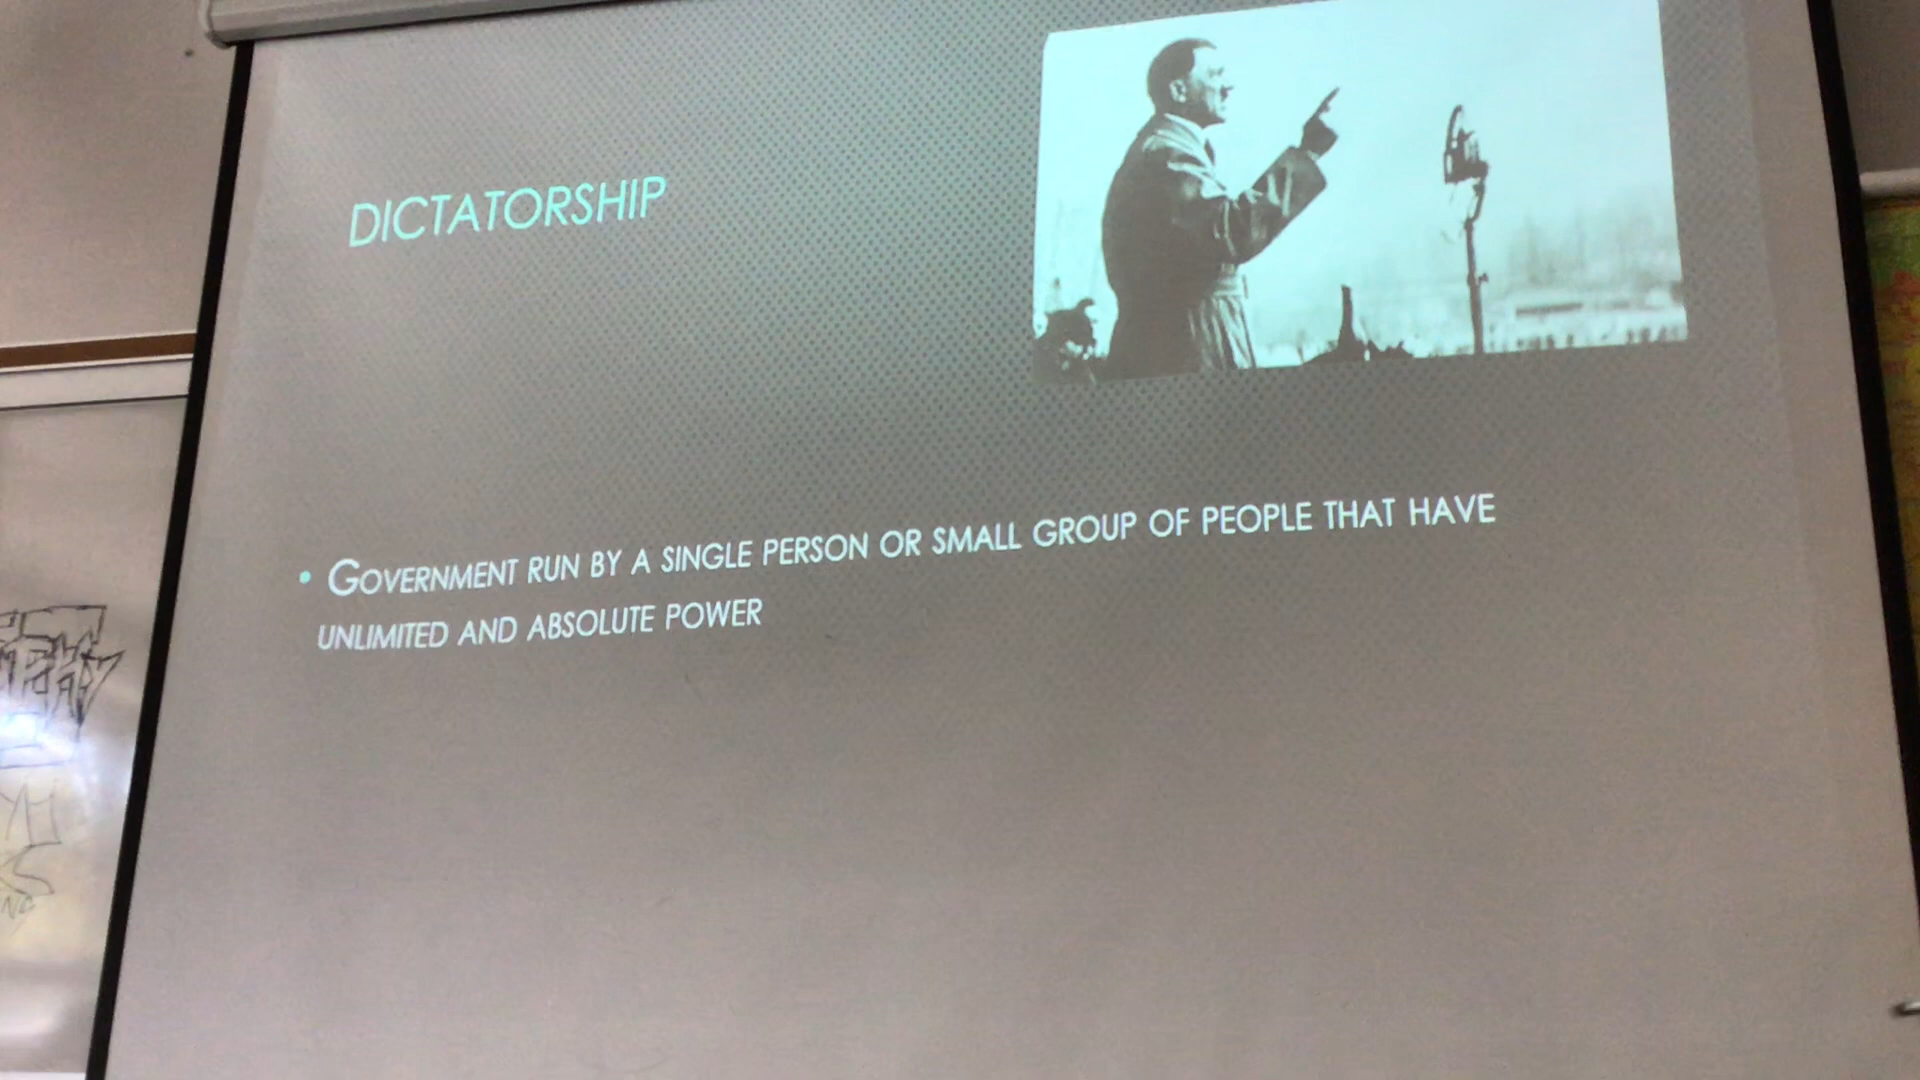 DICTATORSHIP
• GOVERNMENT RUN BY A SINGLE PERSON OR SMALL GROUP OF PEOPLE THAT HAVE
UNLIMITED AND ABSOLUTE POWER